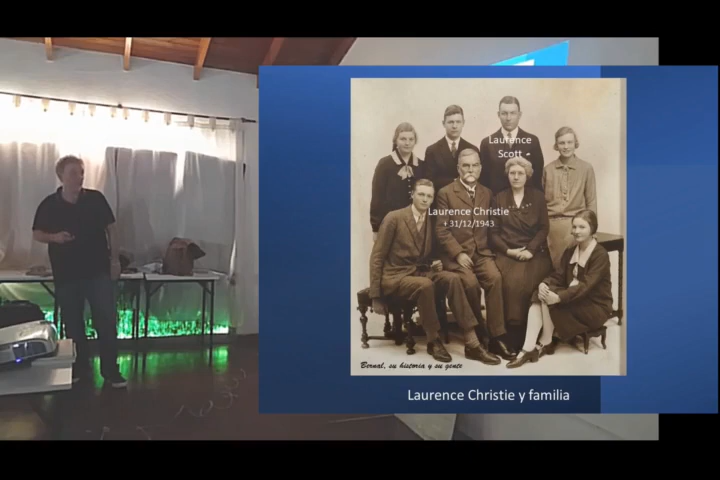 Laurence
Scott
Laurence Christie
+ 31/12/1943
Bernal, su historia y su gente
Laurence Christie y familia